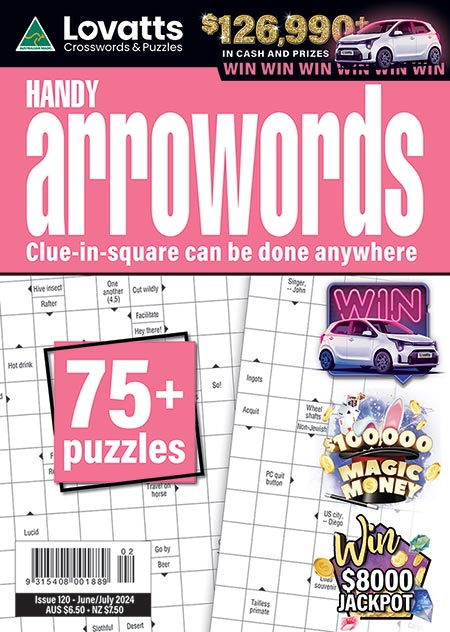 Lovatts
Crosswords & Puzzles
AUSTRALIAN MADE
$126,990+
IN CASH AND PRIZES
WIN WIN WIN WIN WIN WIN
HANDY
arrowords
Clue-in-square can be done anywhere
Hive insect
Rafter
One another (4,5)
Cut wildly
Facilitate
Hey there!
Singer, -- John
Hot drink
So!
Ingots
Acquit
Wheel shafts
Non-Jewish
75+
puzzles
Travel on horse
PC quit button
US city, -- Diego
Lucid
Go by
Beer
souvenir
Tailless primate
Slothful
Desert
WIN
$100,000
MAGIC
MONEY
Win
$8000
JACKPOT
02
9 315408 001889
Issue 120 - June/July 2024
AUS $6.50 - NZ $7.50